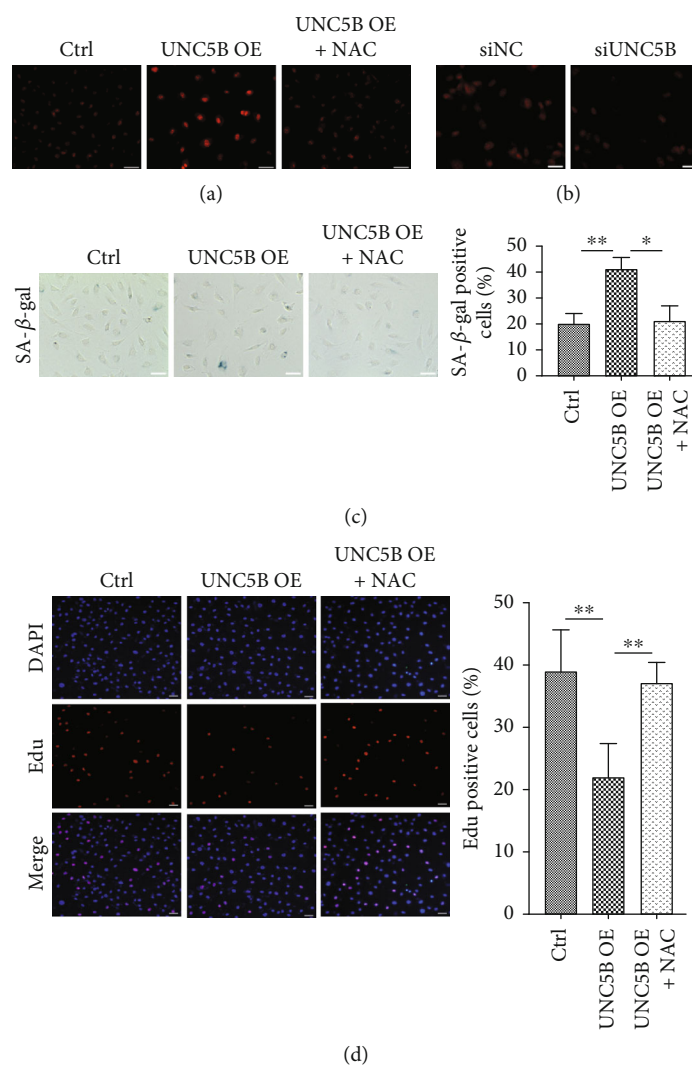 Ctrl
UNC5B OE
UNC5B OE
+ NAC
siNC
siUNC5B
(a)
(b)
Ctrl
UNC5B OE
UNC5B OE
+ NAC
SA-β-gal
SA-β-gal positive
cells (%)
50
40
30
20
10
0
**
*
Ctrl
UNC5B OE
UNC5B OE
+ NAC
(c)
Ctrl
UNC5B OE
UNC5B OE
+ NAC
DAPI
Edu
Merge
Edu positive cells (%)
50
40
30
20
10
0
**
**
Ctrl
UNC5B OE
UNC5B OE
+ NAC
(d)